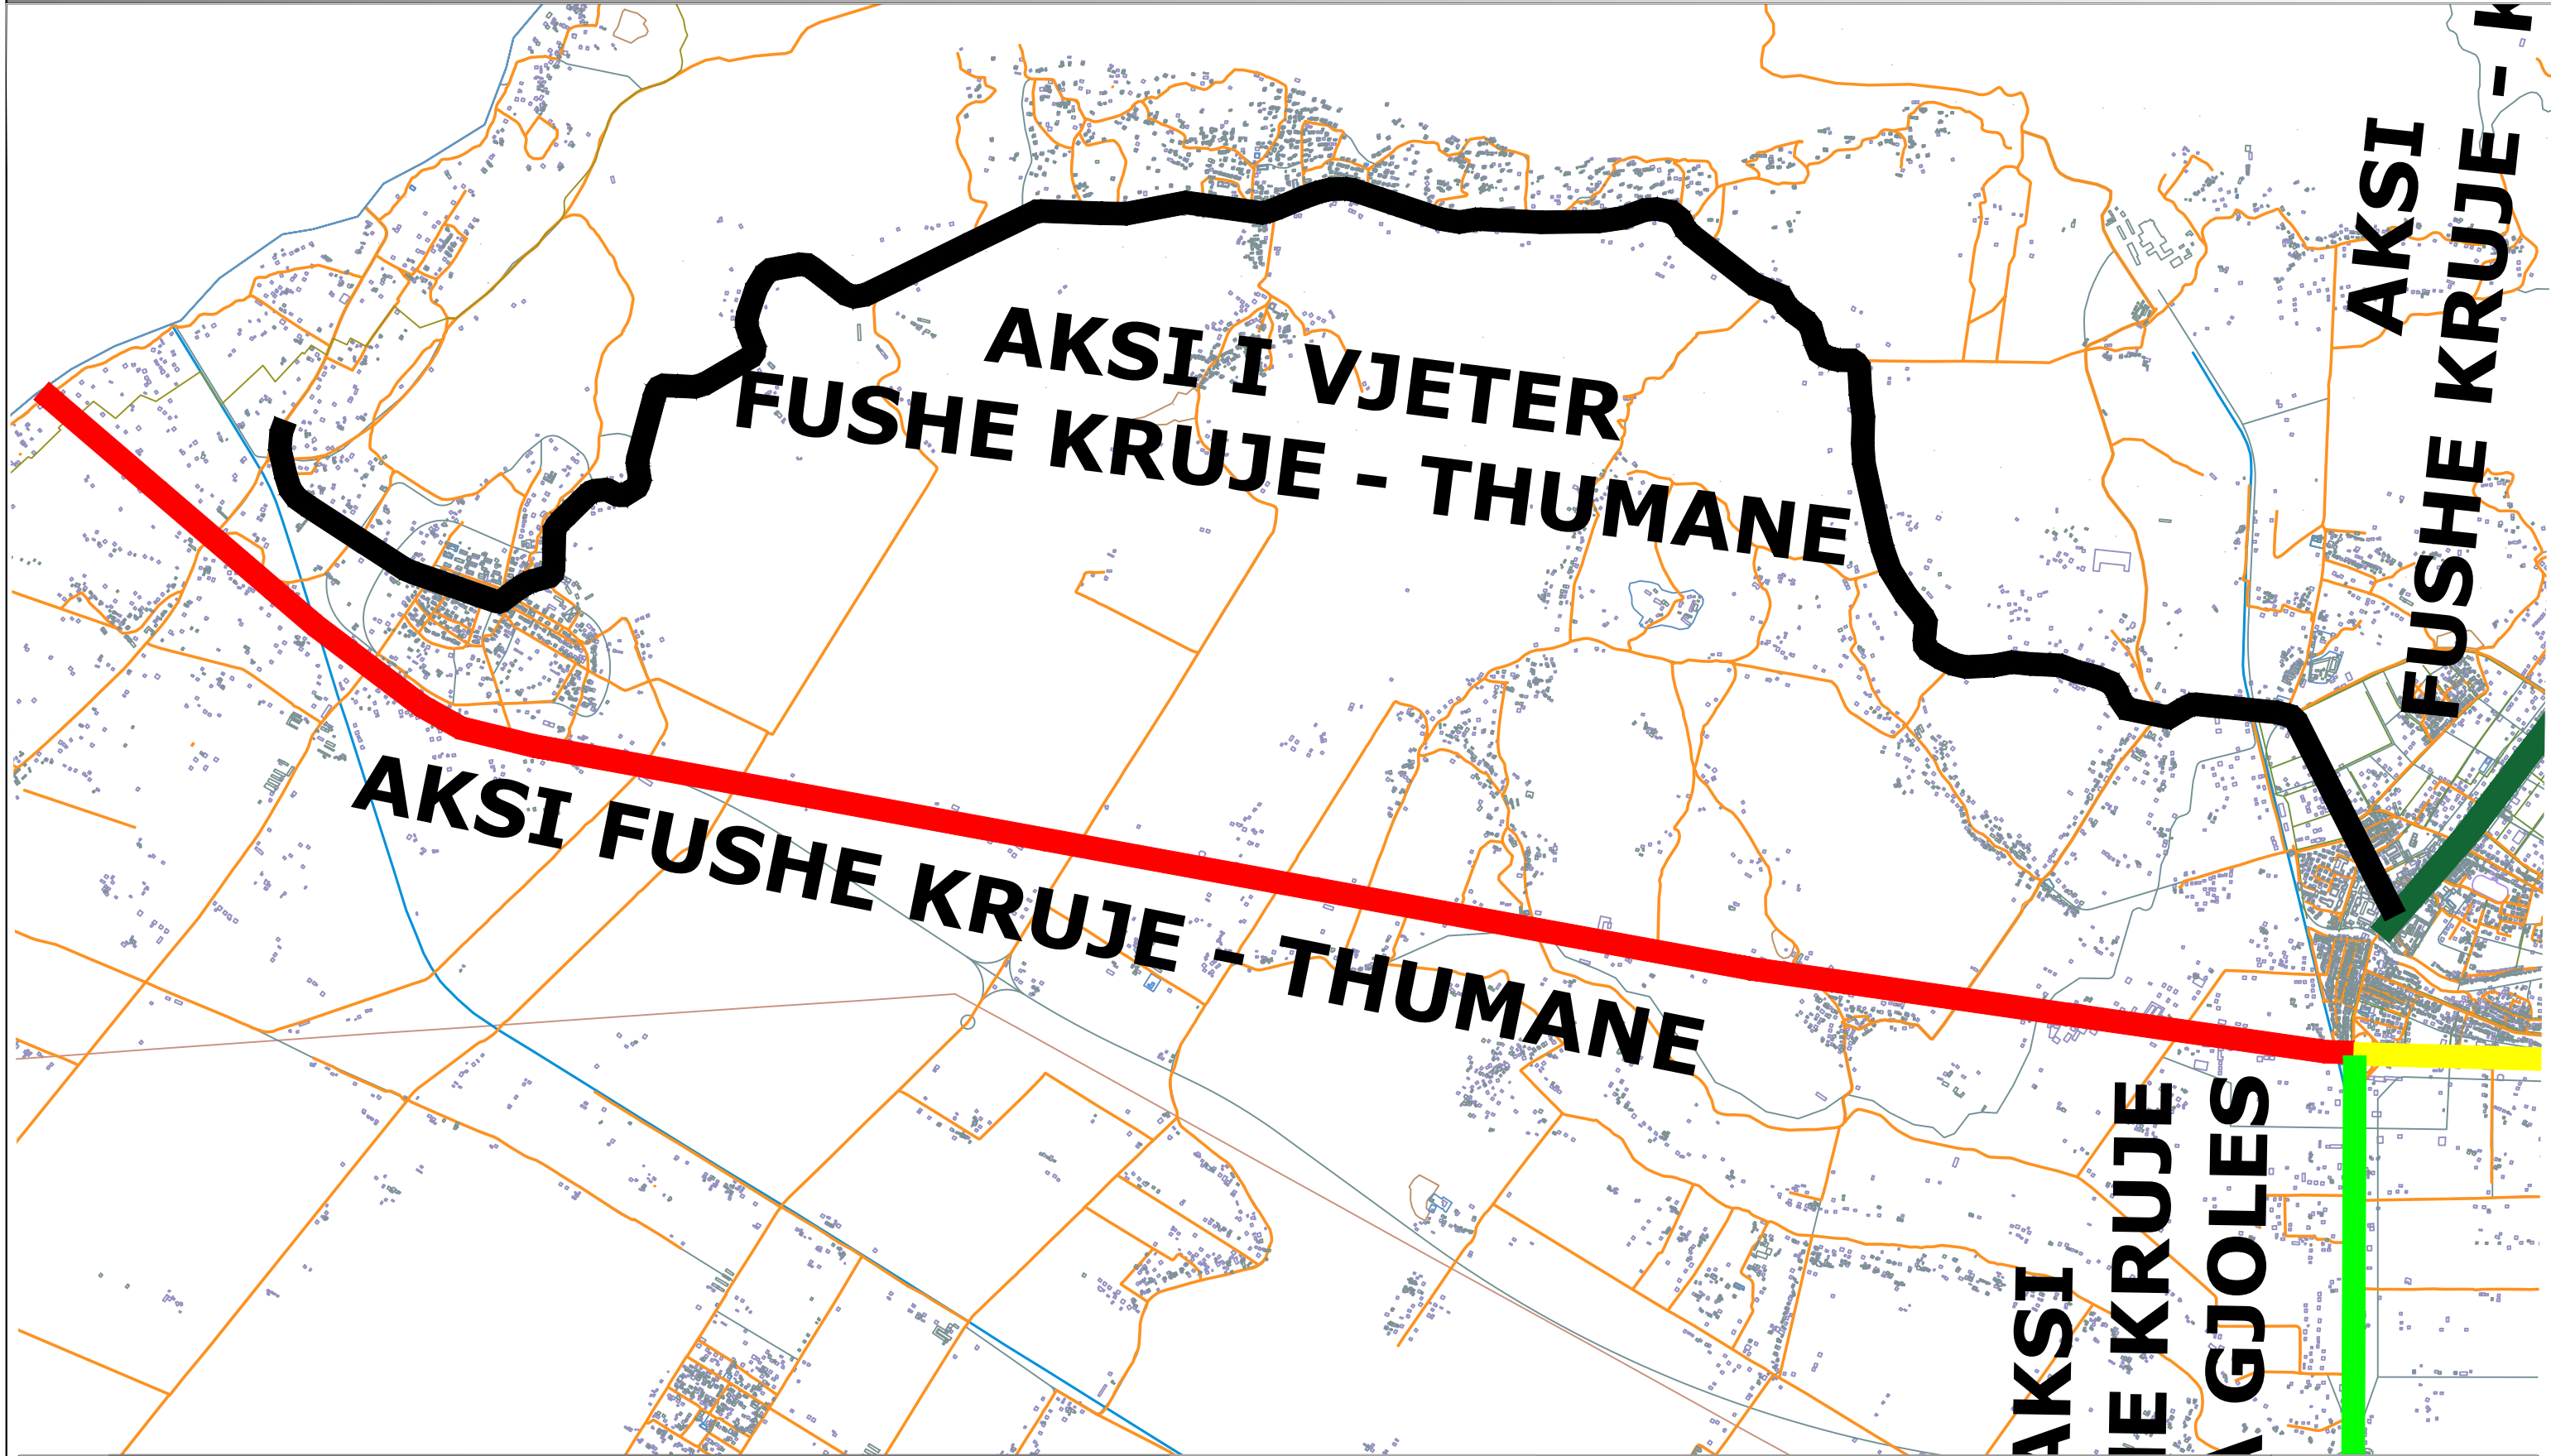 AKSI I VJETER
FUSHE KRUJE - THUMANE
AKSI FUSHE KRUJE - THUMANE
AKSI
FUSHE KRUJE -
AKSI
KRUJE
GJOLES